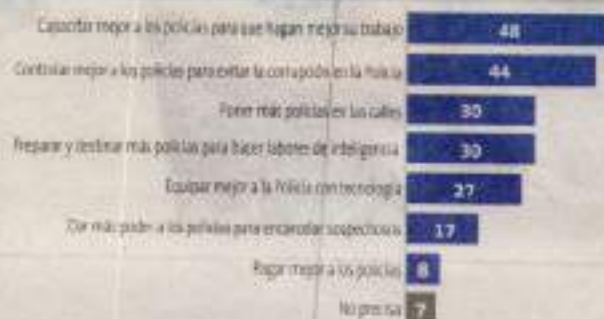 Capacitar mejor a los policías para que hagan mejor su trabajo 48
Controlar mejor a los policías para evitar la corrupción en la Policía 44
Poner más policías en las calles 30
Preparar y destinar más policías para hacer labores de inteligencia 30
Equipar mejor a la Policía con tecnología 27
Dar más poder a los policías para encarcelar sospechosos 17
Pagar mejor a los policías 8
No precisa 7